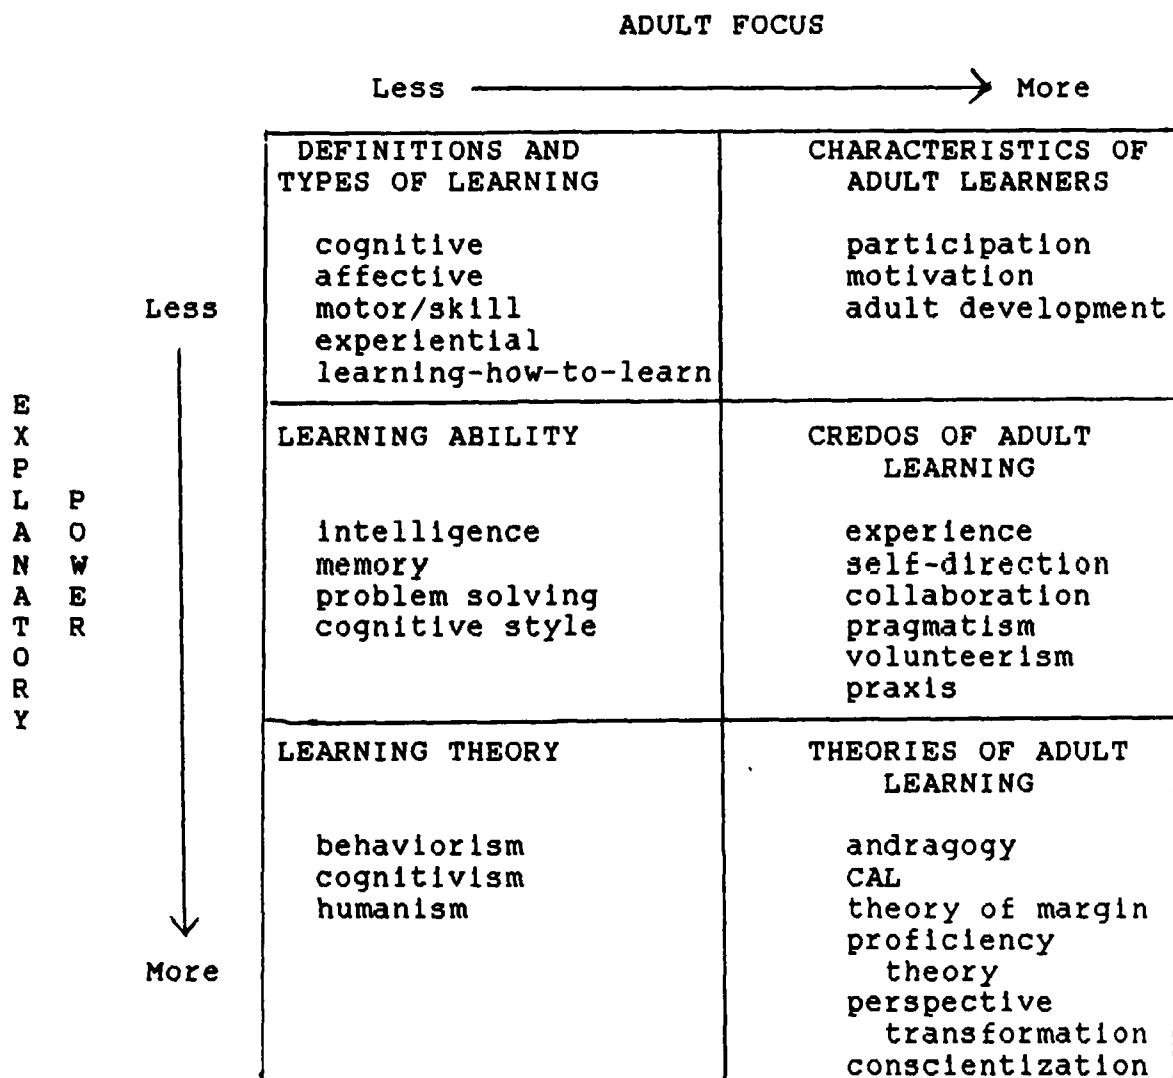 ADULT FOCUS
Less More
DEFINITIONS AND
TYPES OF LEARNING
cognitive
affective
motor/skill
experiential
learning-how-to-learn
CHARACTERISTICS OF
ADULT LEARNERS
participation
motivation
adult development
Less
EXPLANATORY
POWER
LEARNING ABILITY
intelligence
memory
problem solving
cognitive style
CREDOS OF ADULT
LEARNING
experience
self-direction
collaboration
pragmatism
volunteerism
praxis
LEARNING THEORY
behaviorism
cognitivism
humanism
THEORIES OF ADULT
LEARNING
andragogy
CAL
theory of margin
proficiency
theory
perspective
transformation
conscientization
More